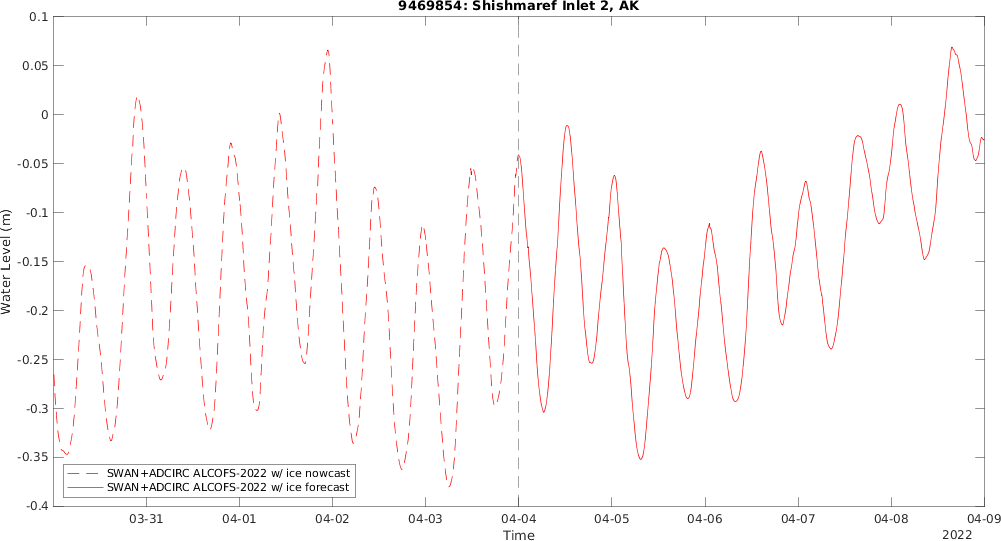 9469854: Shishmaref Inlet 2, AK
0.1
0.05
0
-0.05
-0.1
-0.15
-0.2
-0.25
-0.3
-0.35
-0.4
Water Level (m)
SWAN+ADCIRC ALCOFS-2022 w/ ice nowcast
SWAN+ADCIRC ALCOFS-2022 w/ ice forecast
03-31 04-01 04-02 04-03 04-04 04-05 04-06 04-07 04-08 04-09
Time
2022